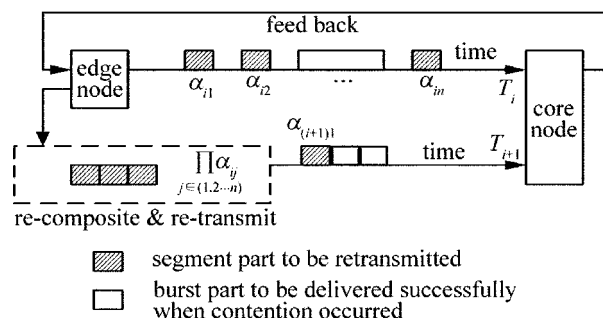 feed back
edge node
time
α_{i1} α_{i2} ... α_{in} T_i
core node
α_{(i+1)1}
∏α_{ij}
j∈(1,2···n)
time T_{i+1}
re-composite & re-transmit
segment part to be retransmitted
burst part to be delivered successfully
when contention occurred